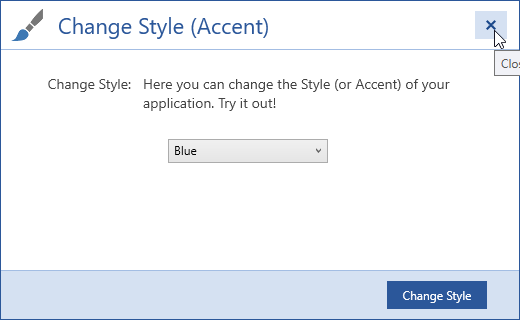 Change Style (Accent)
Change Style: Here you can change the Style (or Accent) of your
application. Try it out!
Blue
Change Style